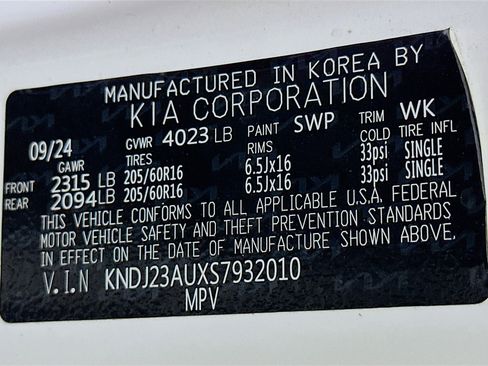 MANUFACTURED IN KOREA BY
KIA CORPORATION
09/24 GVWR 4023 LB PAINT SWP TRIM WK
GAWR TIRES RIMS COLD TIRE INFL
FRONT 2315 LB 205/60R16 6.5Jx16 33psi SINGLE
REAR 2094LB 205/60R16 6.5Jx16 33psi SINGLE
THIS VEHICLE CONFORMS TO ALL APPLICABLE U.S.A. FEDERAL
MOTOR VEHICLE SAFETY AND THEFT PREVENTION STANDARDS
IN EFFECT ON THE DATE OF MANUFACTURE SHOWN ABOVE.
V.I.N KNDJ23AUXS7932010
MPV